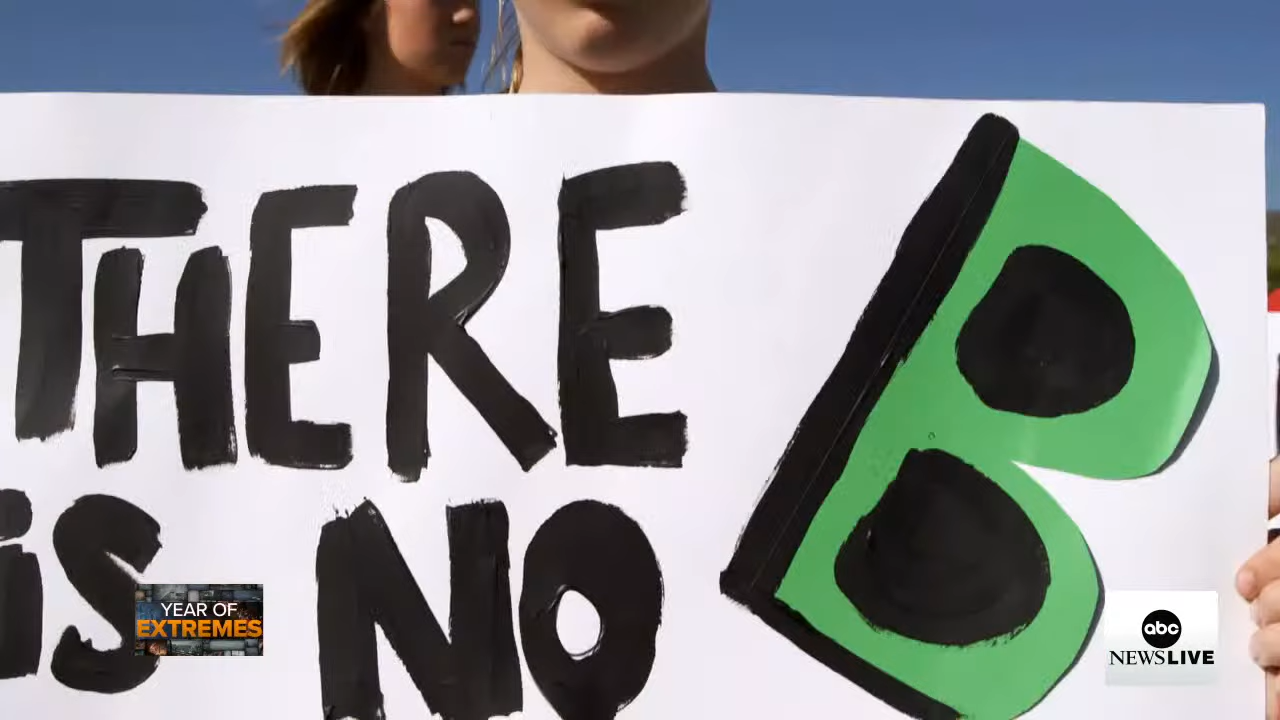 THERE B
iS NO
YEAR OF
EXTREMES
abc
NEWS LIVE